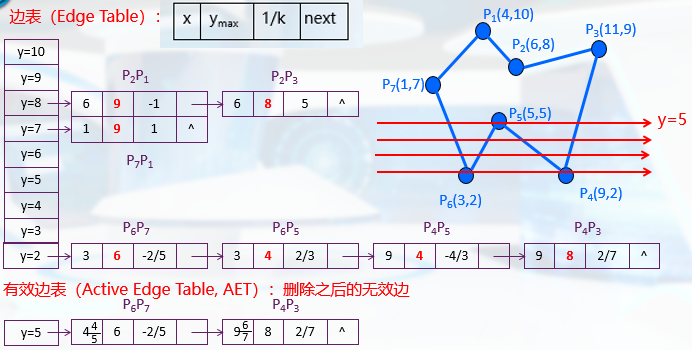 边表（Edge Table）： x ymax 1/k next
P1(4,10)
P2(6,8)
P3(11,9)
P7(1,7)
P5(5,5)
y=5
P6(3,2)
P4(9,2)
y=10
y=9
P2P1 P2P3
y=8 6 9 -1 6 8 5 ^
y=7 1 9 1 ^
P7P1
y=6
y=5
y=4
y=3
P6P7 P6P5 P4P5 P4P3
y=2 3 6 -2/5 3 4 2/3 9 4 -4/3 9 8 2/7 ^
有效边表（Active Edge Table, AET）：删除之后的无效边
P6P7 P4P3
y=5 4 4/5 6 -2/5 9 6/7 8 2/7 ^